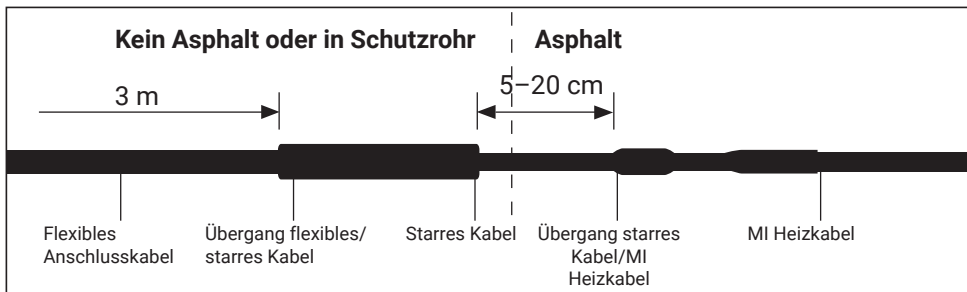 Kein Asphalt oder in Schutzrohr
Asphalt
3 m
5–20 cm
Flexibles
Anschlusskabel
Übergang flexibles/
starres Kabel
Starres Kabel
Übergang starres
Kabel/MI
Heizkabel
MI Heizkabel